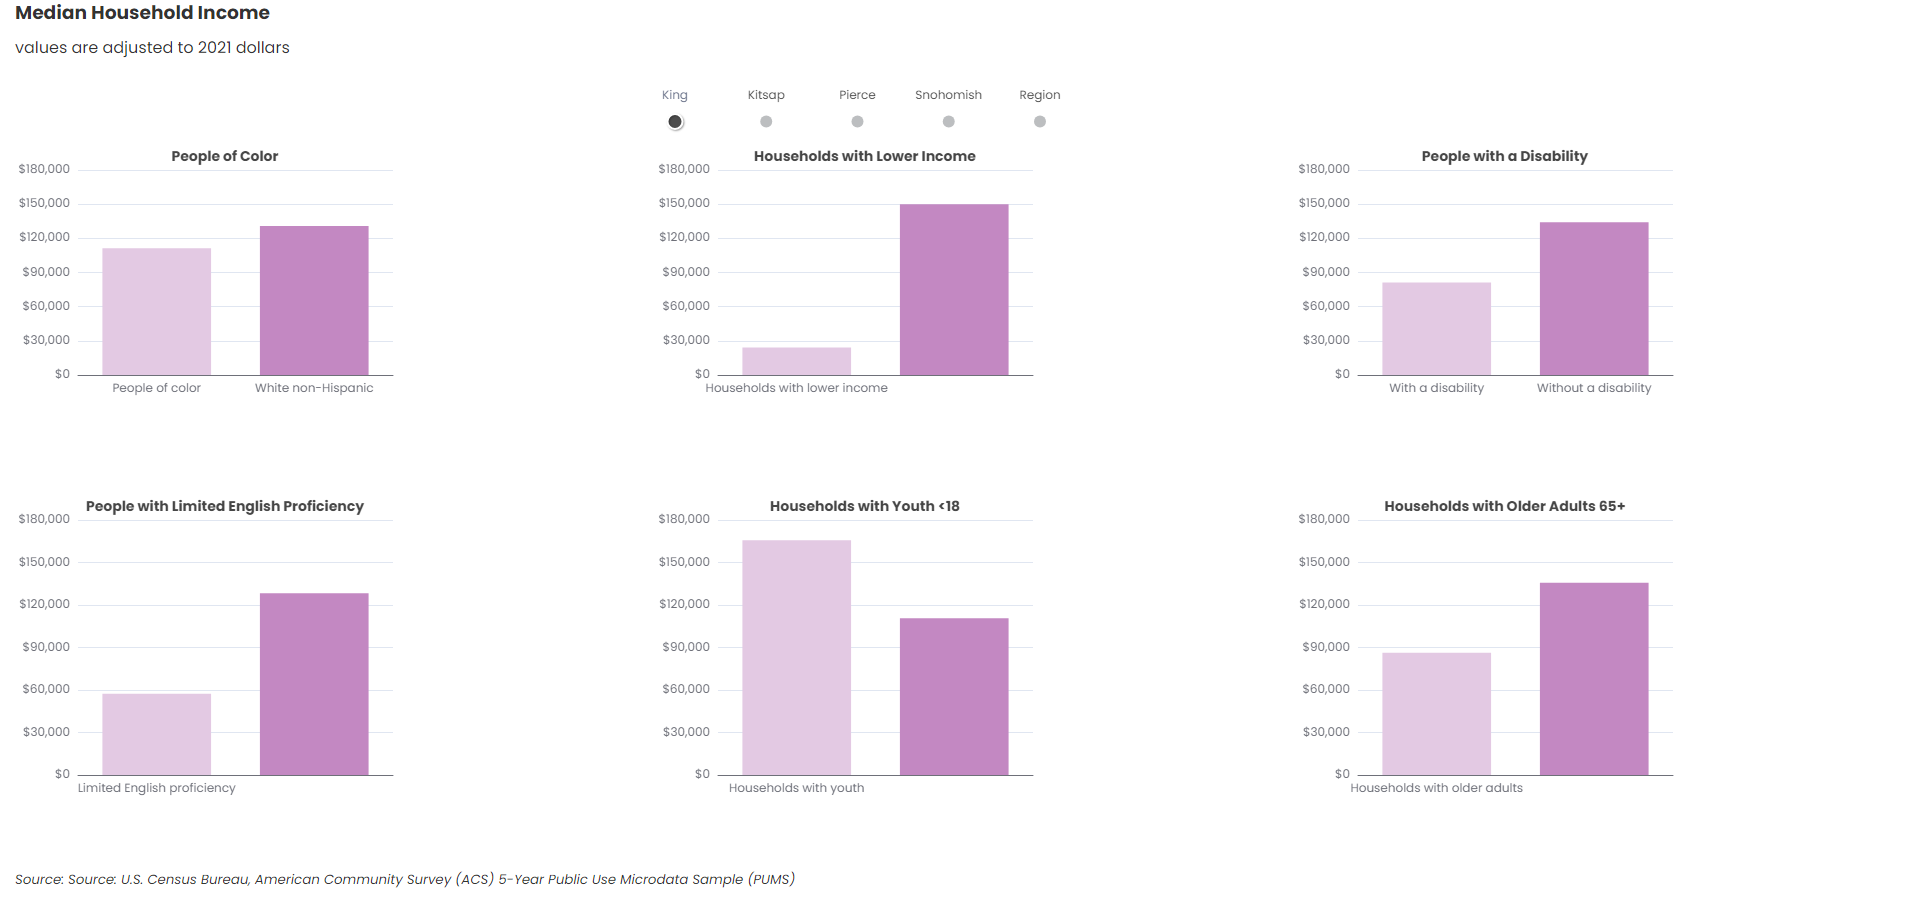 Median Household Income
values are adjusted to 2021 dollars
King Kitsap Pierce Snohomish Region
People of Color
$180,000
$150,000
$120,000
$90,000
$60,000
$30,000
$0
People of color White non-Hispanic
Households with Lower Income
$180,000
$150,000
$120,000
$90,000
$60,000
$30,000
$0
Households with lower income
People with a Disability
$180,000
$150,000
$120,000
$90,000
$60,000
$30,000
$0
With a disability Without a disability
People with Limited English Proficiency
$180,000
$150,000
$120,000
$90,000
$60,000
$30,000
$0
Limited English proficiency
Households with Youth <18
$180,000
$150,000
$120,000
$90,000
$60,000
$30,000
$0
Households with youth
Households with Older Adults 65+
$180,000
$150,000
$120,000
$90,000
$60,000
$30,000
$0
Households with older adults
Source: Source: U.S. Census Bureau, American Community Survey (ACS) 5-Year Public Use Microdata Sample (PUMS)